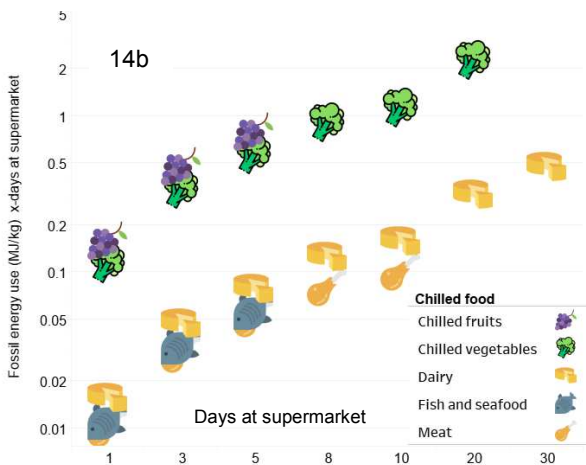 5
14b
2
1
0.5
0.2
0.1
0.05
0.02
0.01
Fossil energy use (MJ/kg) x-days at supermarket
Chilled food
Chilled fruits
Chilled vegetables
Dairy
Fish and seafood
Meat
Days at supermarket
1 3 5 8 10 20 30